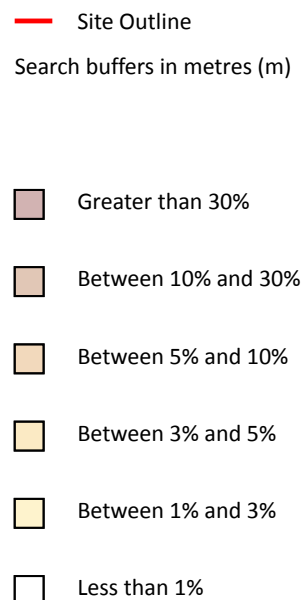 Site Outline
Search buffers in metres (m)
Greater than 30%
Between 10% and 30%
Between 5% and 10%
Between 3% and 5%
Between 1% and 3%
Less than 1%